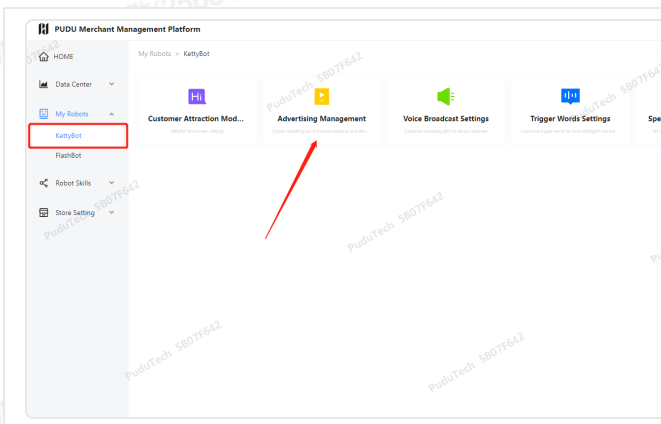 PUDU Merchant Management Platform
HOME
My Robots > KettyBot
Data Center
My Robots
KettyBot
FlashBot
Robot Skills
Store Setting
Hi
Customer Attraction Mod...
Advertising Management
Voice Broadcast Settings
Trigger Words Settings
Spe
PuduTech 5B07F642
PuduTech 5B07F642
PuduTech 5B07F642
PuduTech 5B07F642
PuduTech 5B07F642
PuduTech 5B07F642